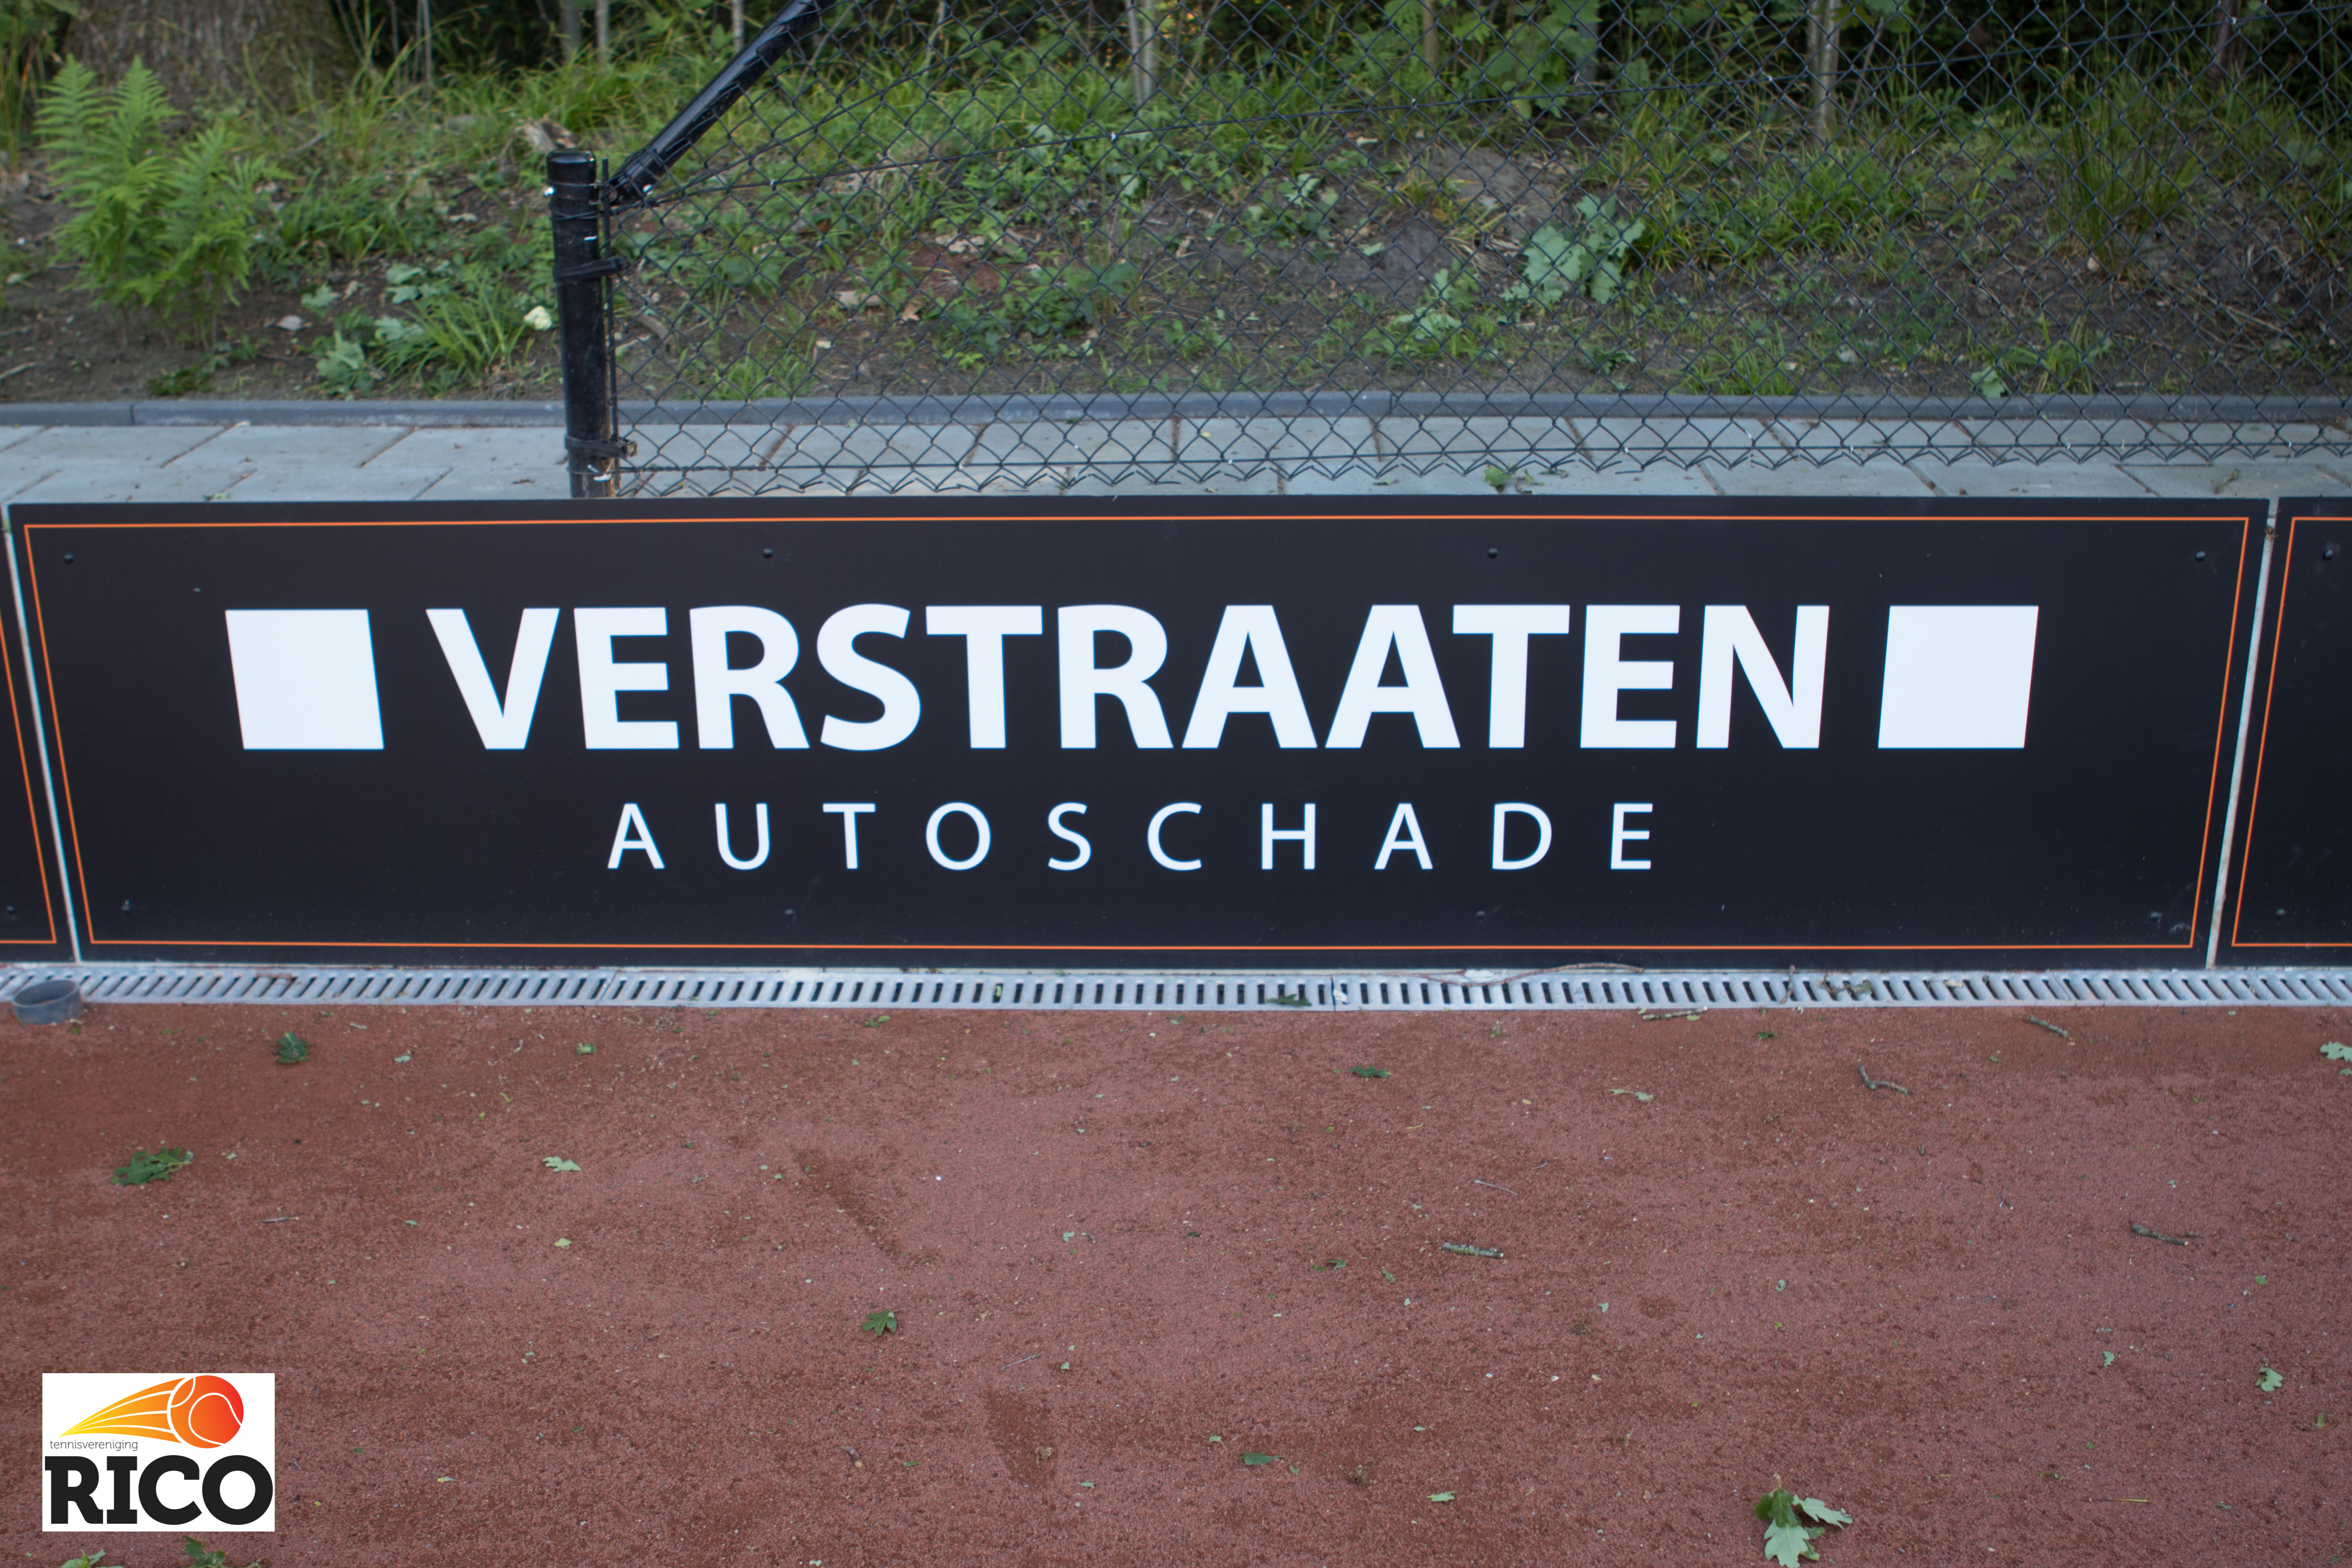 VERSTRAATEN
AUTOSCHADE
tennisvereniging
RICO